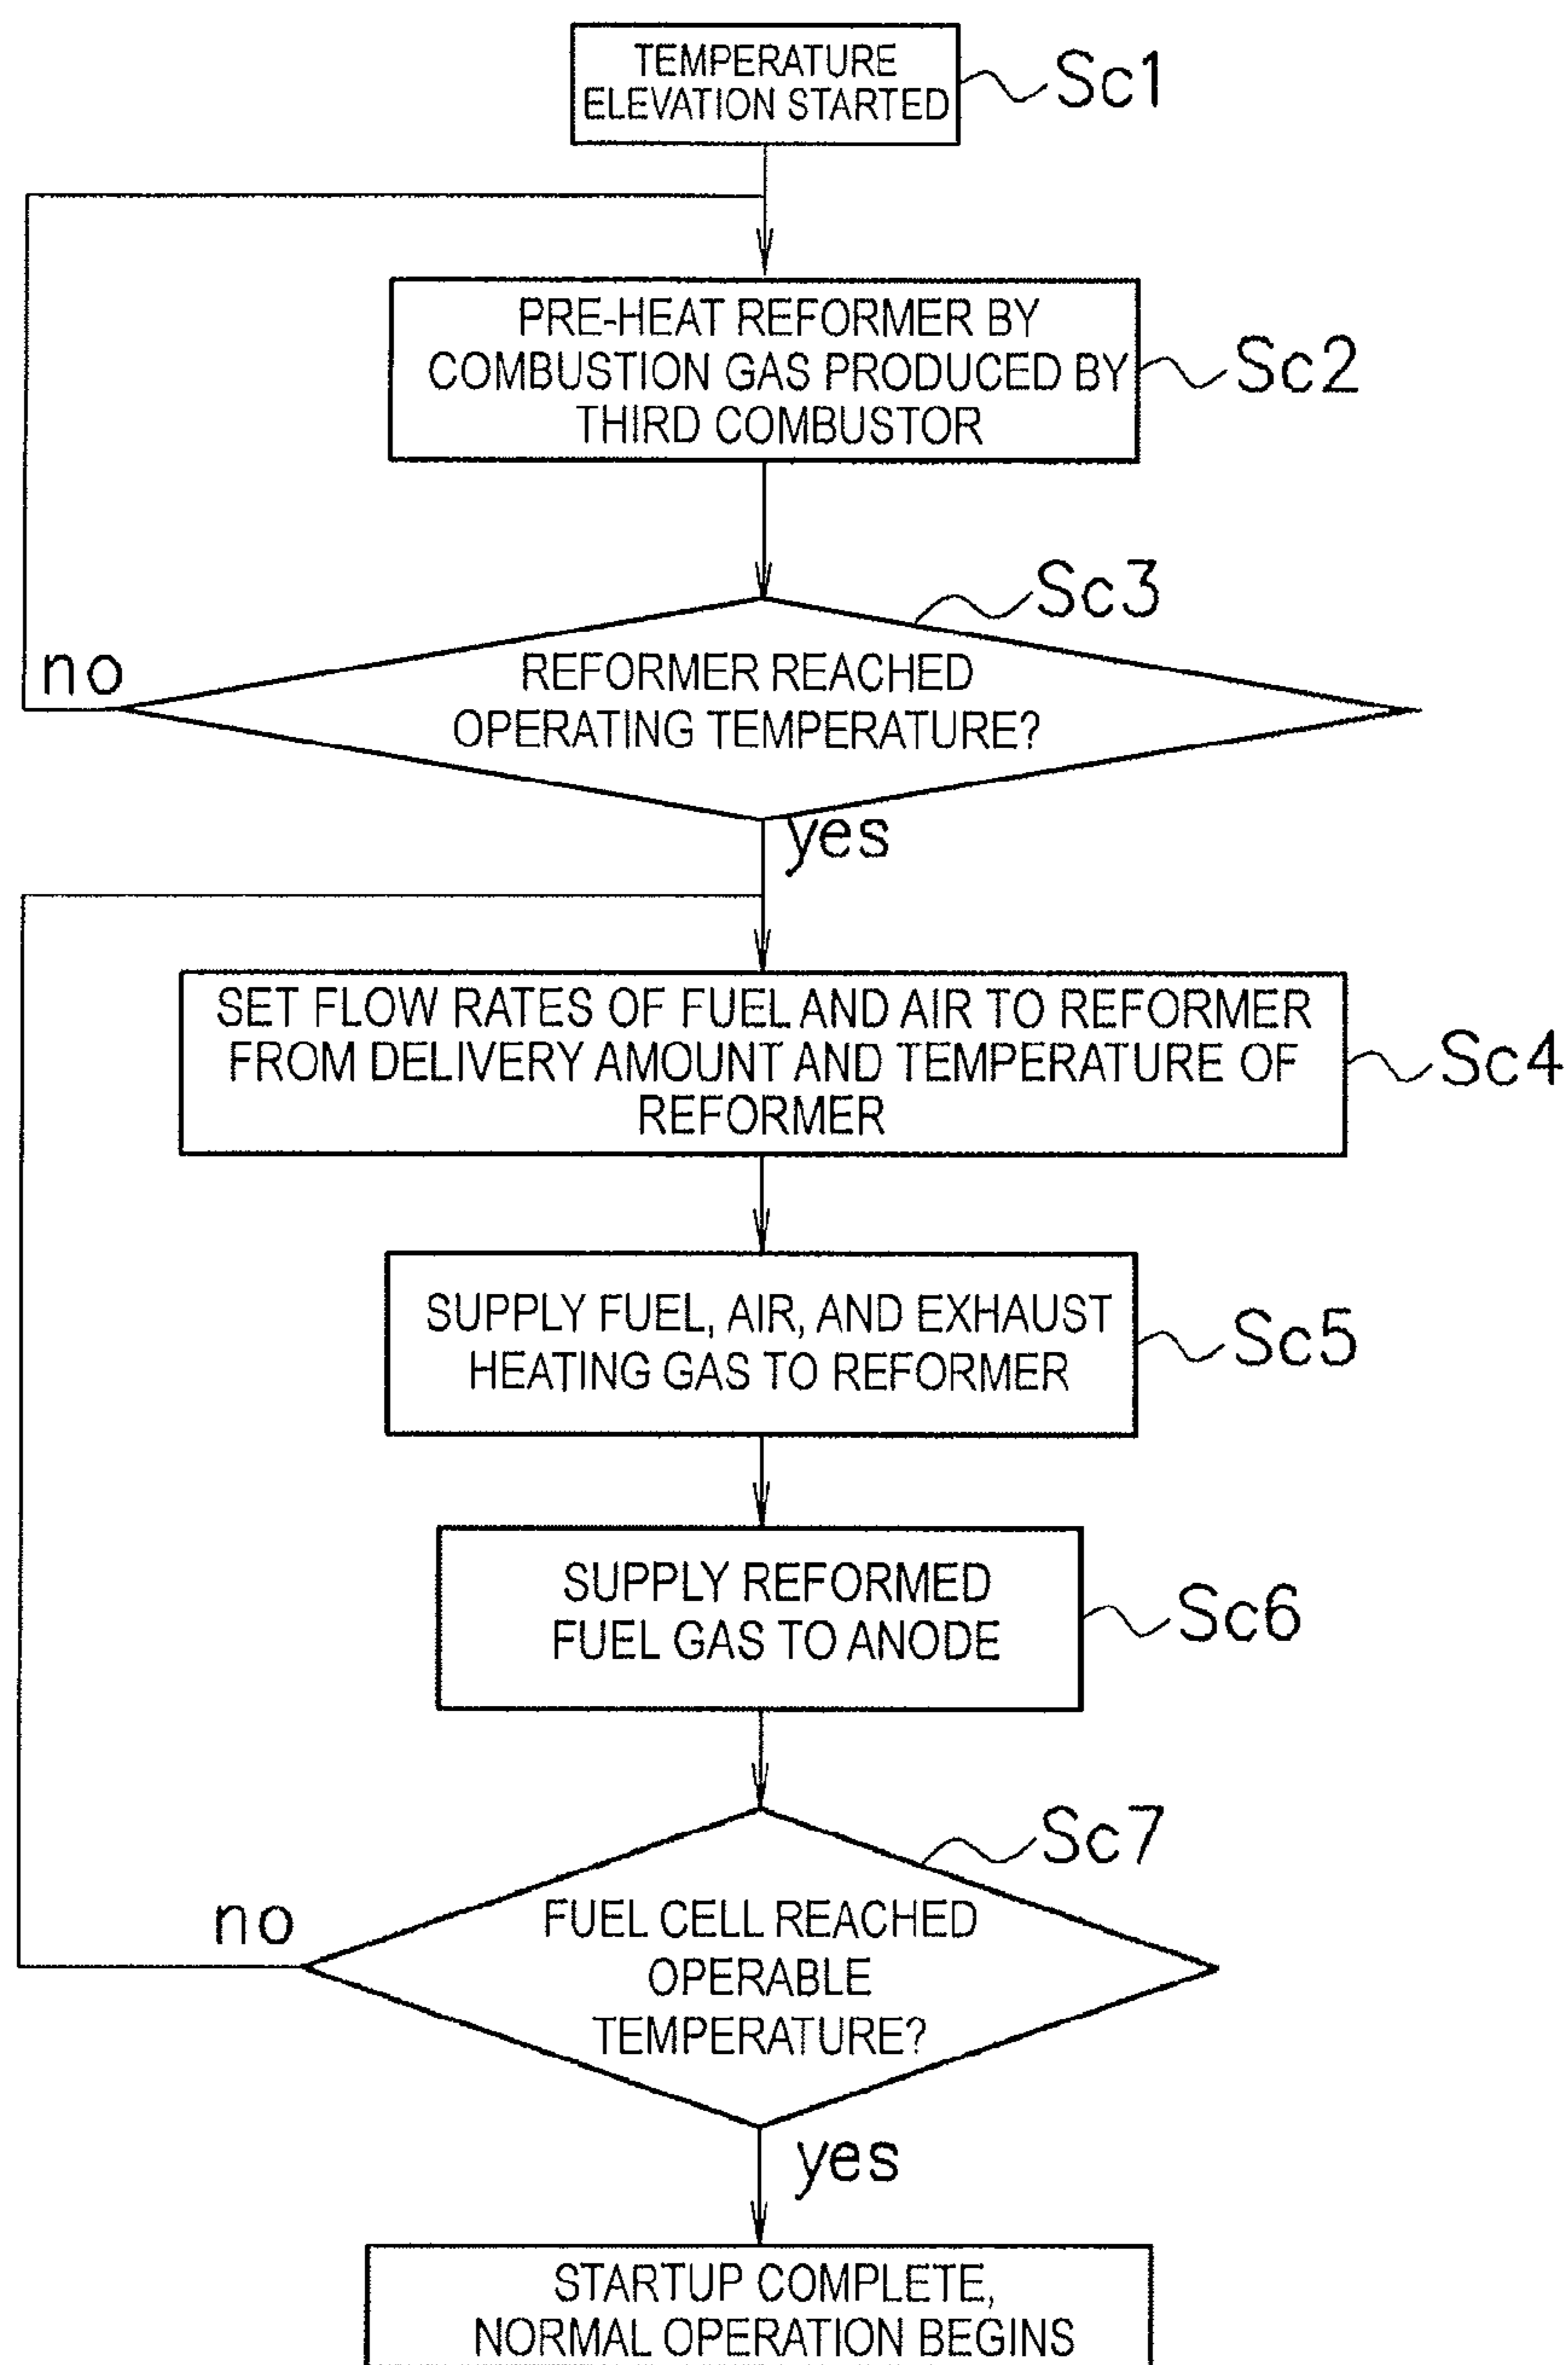 TEMPERATURE
ELEVATION STARTED
Sc1
PRE-HEAT REFORMER BY
COMBUSTION GAS PRODUCED BY
THIRD COMBUSTOR
Sc2
Sc3
REFORMER REACHED
OPERATING TEMPERATURE?
no
yes
SET FLOW RATES OF FUEL AND AIR TO REFORMER
FROM DELIVERY AMOUNT AND TEMPERATURE OF
REFORMER
Sc4
SUPPLY FUEL, AIR, AND EXHAUST
HEATING GAS TO REFORMER
Sc5
SUPPLY REFORMED
FUEL GAS TO ANODE
Sc6
Sc7
FUEL CELL REACHED
OPERABLE
TEMPERATURE?
no
yes
STARTUP COMPLETE,
NORMAL OPERATION BEGINS